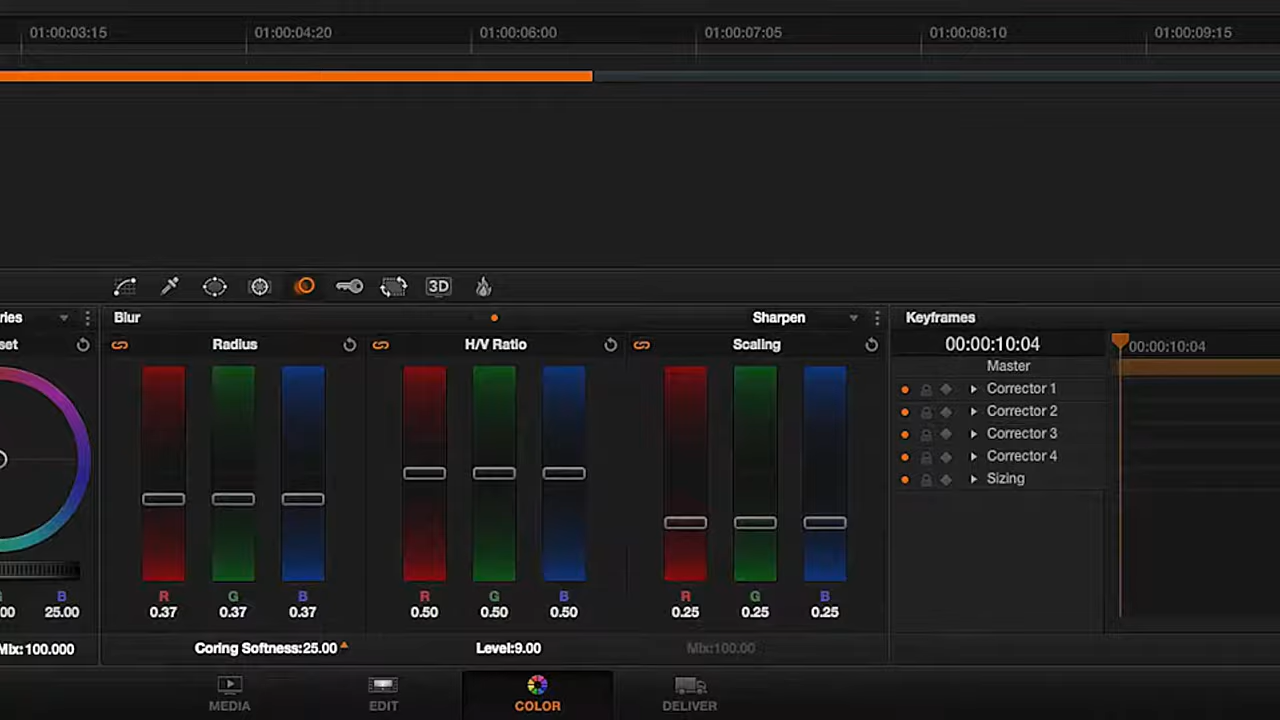 01:00:03:15 01:00:04:20 01:00:06:00 01:00:07:05 01:00:08:10 01:00:09:15
3D
ries Blur Sharpen Keyframes
set Radius H/V Ratio Scaling 00:00:10:04 00:00:10:04
Master
Corrector 1
Corrector 2
Corrector 3
Corrector 4
Sizing
G B R G B R G B R G B
00 25.00 0.37 0.37 0.37 0.50 0.50 0.50 0.25 0.25 0.25
Mix:100.000 Coring Softness:25.00 Level:9.00 Mix:100.00
MEDIA EDIT COLOR DELIVER